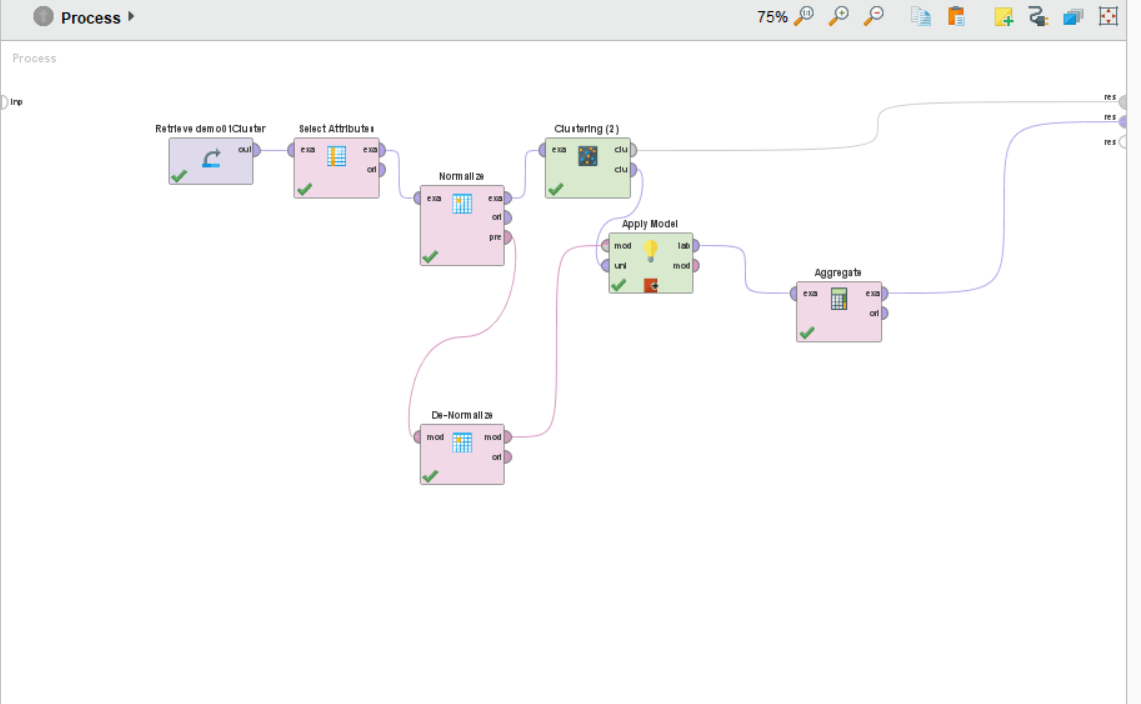 Process
75%
Process
inp
res
res
res
Retrieve demo01Cluster
out
Select Attributes
exa exa
ori
Normalize
exa exa
ori
pre
Clustering (2)
exa clu
clu
Apply Model
mod lab
unl mod
Aggregate
exa exa
ori
De-Normalize
mod mod
ori